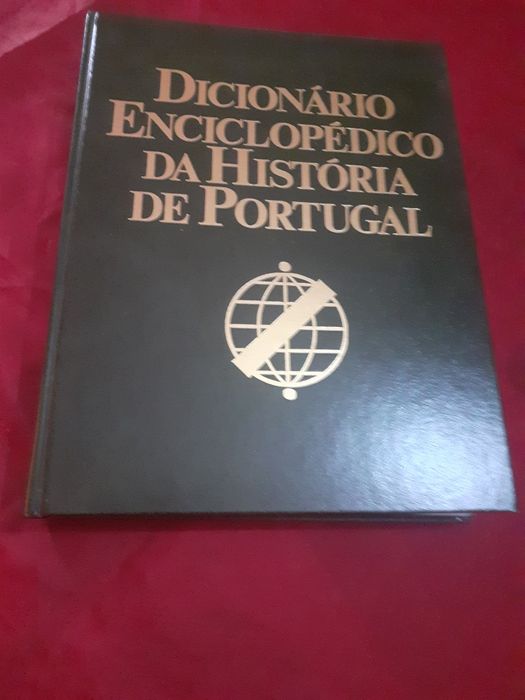 DICIONÁRIO
ENCICLOPÉDICO
DA HISTÓRIA
DE PORTUGAL